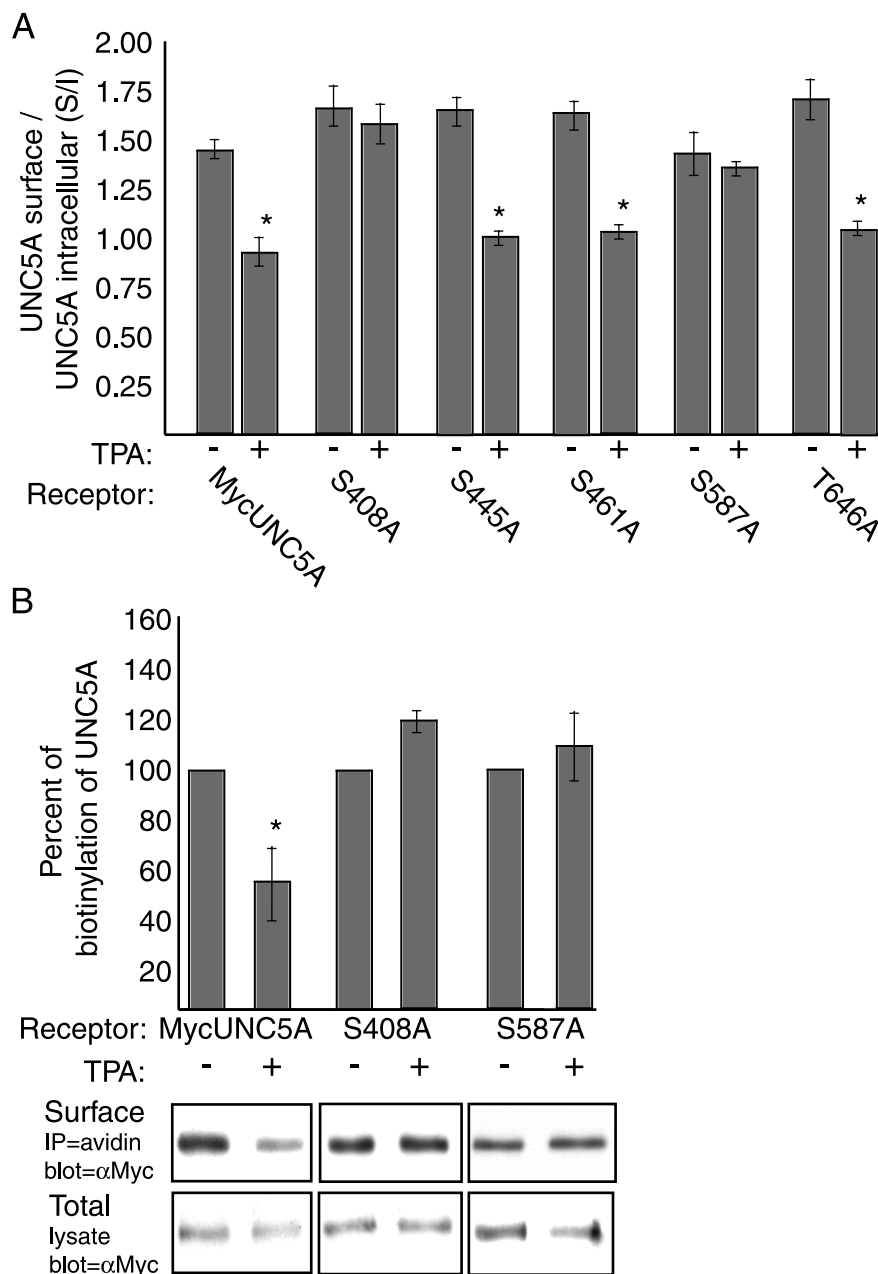 A
2.00
1.75
1.50
1.25
1.00
0.75
0.50
0.25
UNC5A surface /
UNC5A intracellular (S/I)
* * * *
TPA: - + - + - + - + - + - +
Receptor: MycUNC5A S408A S445A S461A S587A T646A
B
160
140
120
100
80
60
40
20
Percent of
biotinylation of UNC5A
*
Receptor: MycUNC5A S408A S587A
TPA: - + - + - +
Surface
IP=avidin
blot=αMyc
Total
lysate
blot=αMyc